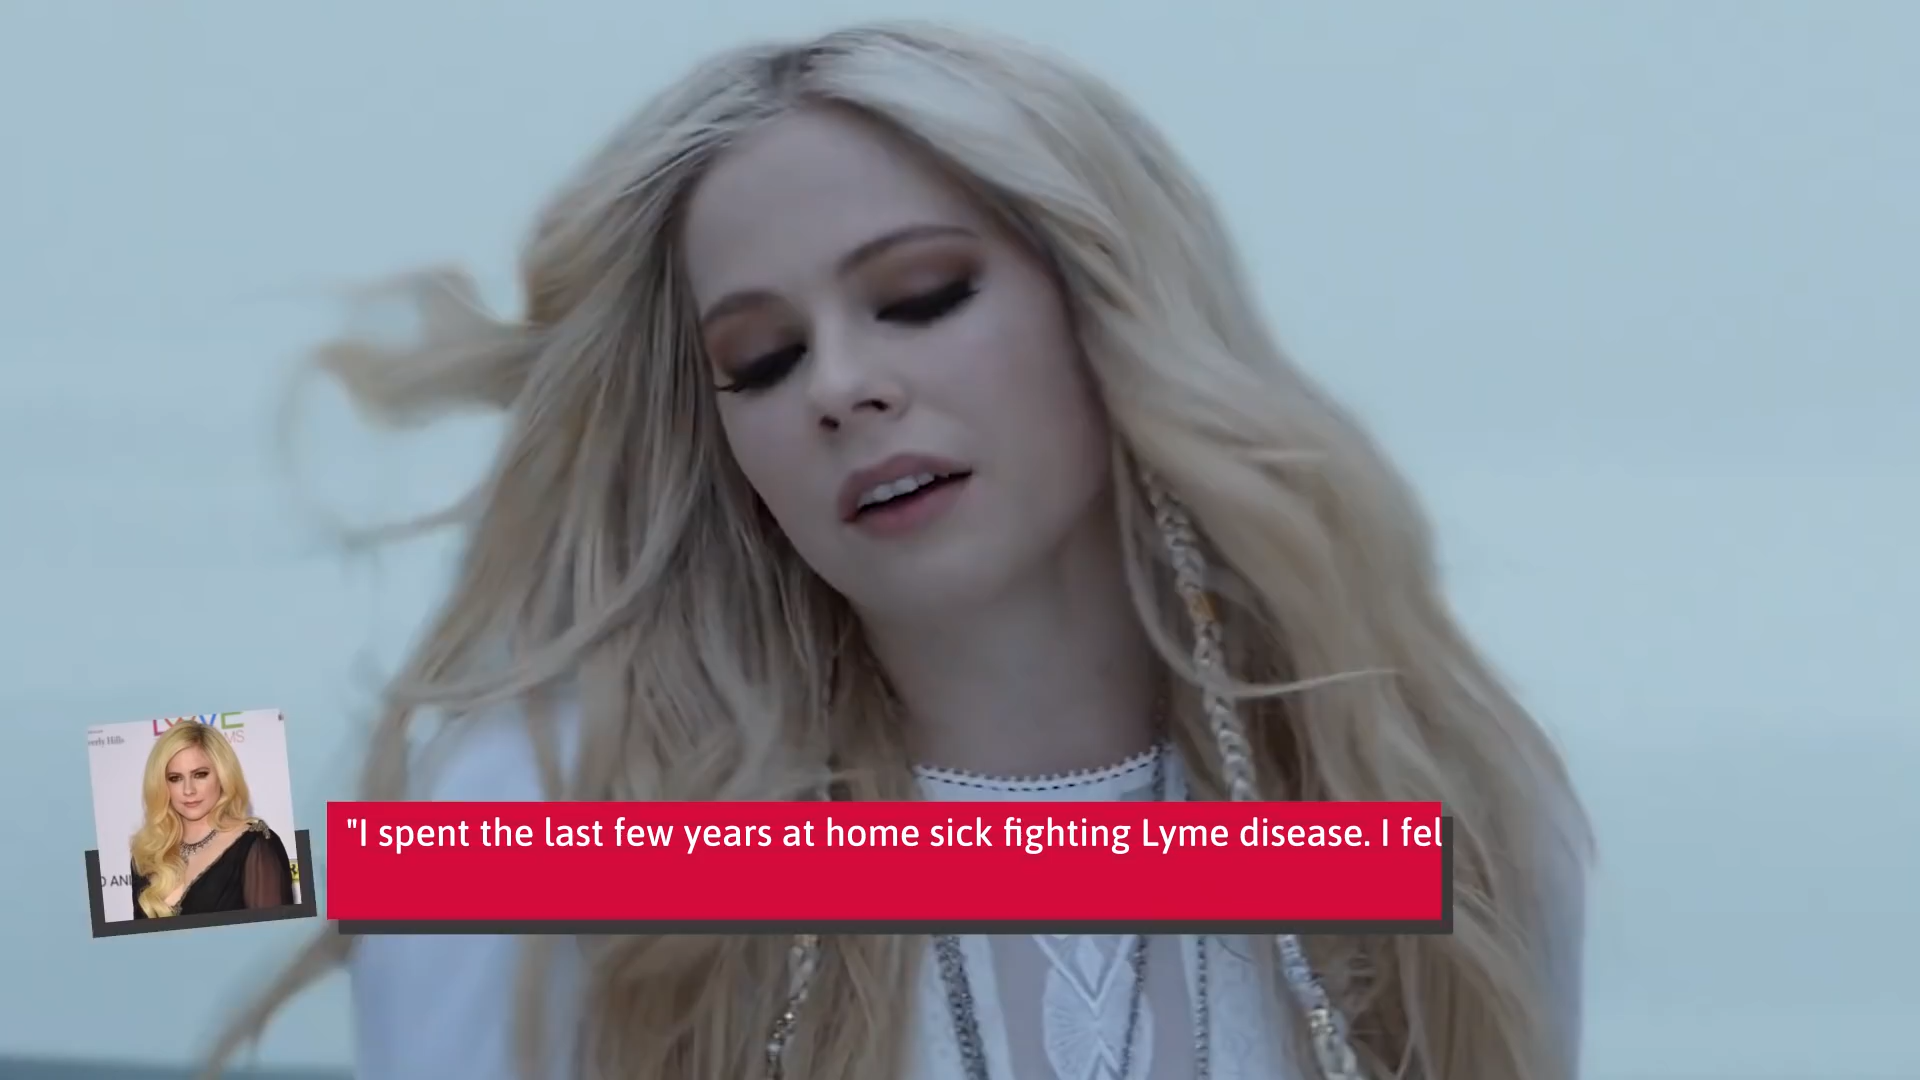 "I spent the last few years at home sick fighting Lyme disease. I fel